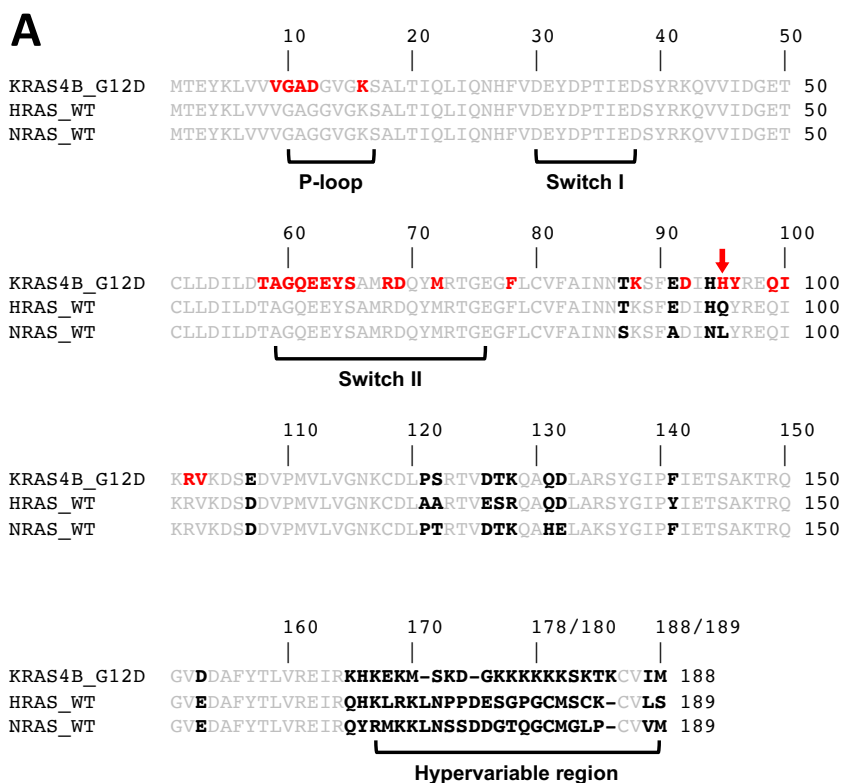 A
10 20 30 40 50
| | | | |
KRAS4B_G12D MTEYKLVVVGADGVGKSALTIQLIQNHFVDEYDPTIEDSYRKQVVIDGET 50
HRAS_WT MTEYKLVVVGAGGVGKSALTIQLIQNHFVDEYDPTIEDSYRKQVVIDGET 50
NRAS_WT MTEYKLVVVGAGGVGKSALTIQLIQNHFVDEYDPTIEDSYRKQVVIDGET 50
P-loop Switch I
60 70 80 90 100
| | | | |
KRAS4B_G12D CLLDILDTAGQEEYSAMRDQYMRTGEGFLCVFAINNTKSFEDIHHYREQI 100
HRAS_WT CLLDILDTAGQEEYSAMRDQYMRTGEGFLCVFAINNTKSFEDIHQYREQI 100
NRAS_WT CLLDILDTAGQEEYSAMRDQYMRTGEGFLCVFAINNSKSFADINLYREQI 100
Switch II
110 120 130 140 150
| | | | |
KRAS4B_G12D KRVKDSEDVPMVLVGNKCDLPSRTVDTKQAQDLARSYGIPFIETSAKTRQ 150
HRAS_WT KRVKDSDDVPMVLVGNKCDLAARTVESRQAQDLARSYGIPYIETSAKTRQ 150
NRAS_WT KRVKDSDDVPMVLVGNKCDLPTRTVDTKQAHELAKSYGIPFIETSAKTRQ 150
160 170 178/180 188/189
| | | |
KRAS4B_G12D GVDDAFYTLVREIRKHKEKM-SKD-GKKKKKKSKTKCVIM 188
HRAS_WT GVEDAFYTLVREIRQHKLRKLNPPDESGPGCMSCK-CVLS 189
NRAS_WT GVEDAFYTLVREIRQYRMKKLNSSDDGTQGCMGLP-CVVM 189
Hypervariable region